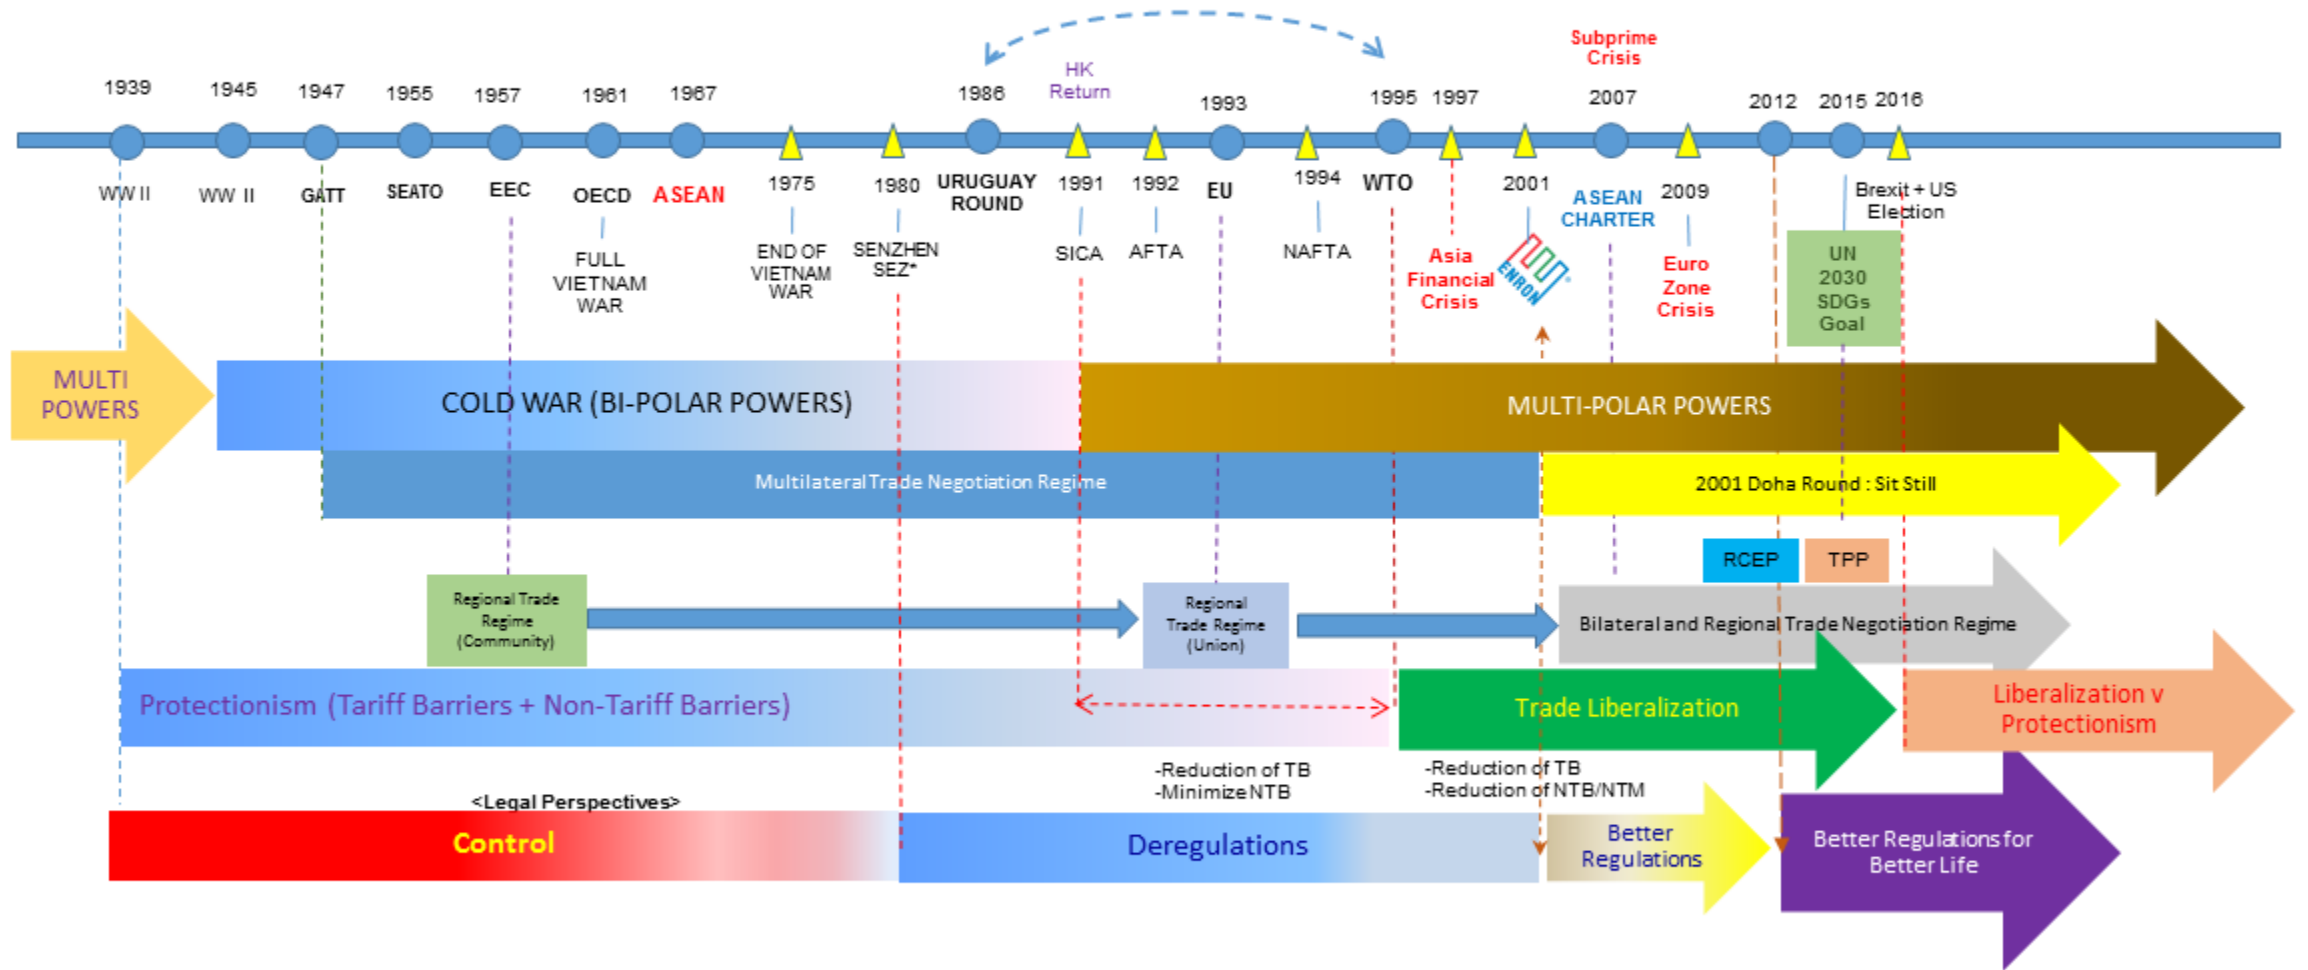 Subprime
Crisis
HK
Return
1939
1945
1947
1955
1957
1961
1967
1986
1993
1995
1997
2007
2012
2015
2016
WW II
WW II
GATT
SEATO
EEC
OECD
ASEAN
1975
1980
URUGUAY
ROUND
1991
1992
EU
1994
WTO
2001
ASEAN
CHARTER
2009
Brexit + US
Election
FULL
VIETNAM
WAR
END OF
VIETNAM
WAR
SENZHEN
SEZ*
SICA
AFTA
NAFTA
Asia
Financial
Crisis
ENRON
Euro
Zone
Crisis
UN
2030
SDGs
Goal
MULTI
POWERS
COLD WAR (BI-POLAR POWERS)
MULTI-POLAR POWERS
Multilateral Trade Negotiation Regime
2001 Doha Round : Sit Still
RCEP
TPP
Regional Trade
Regime
(Community)
Regional
Trade Regime
(Union)
Bilateral and Regional Trade Negotiation Regime
Protectionism (Tariff Barriers + Non-Tariff Barriers)
Trade Liberalization
Liberalization v
Protectionism
-Reduction of TB
-Minimize NTB
-Reduction of TB
-Reduction of NTB/NTM
<Legal Perspectives>
Control
Deregulations
Better
Regulations
Better Regulations for
Better Life